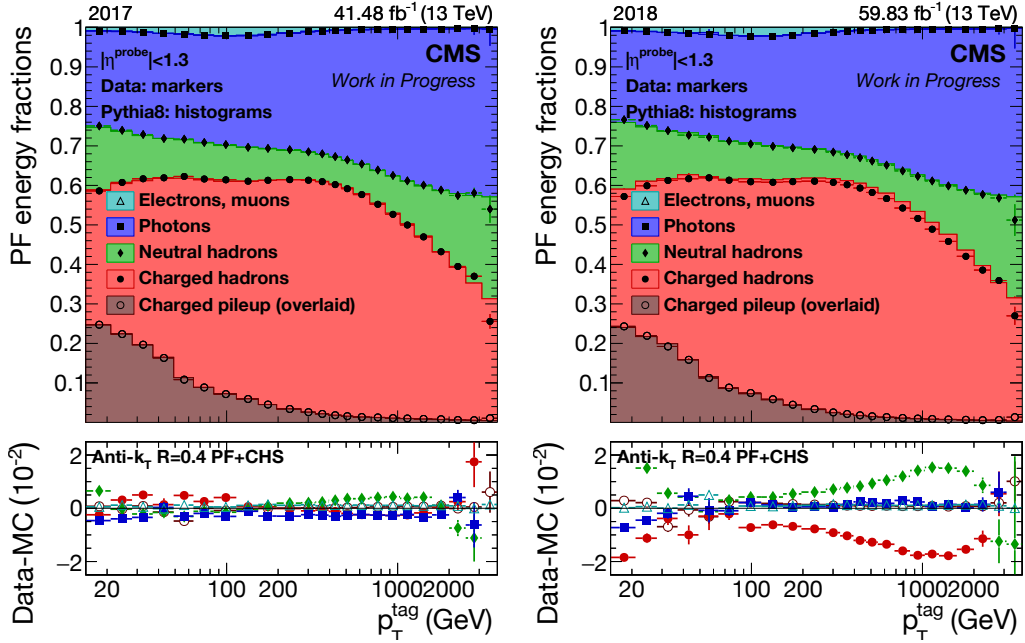 2017 41.48 fb⁻¹ (13 TeV)
PF energy fractions
1
0.9
0.8
0.7
0.6
0.5
0.4
0.3
0.2
0.1
|η^probe|<1.3
CMS
Data: markers
Work in Progress
Pythia8: histograms
Electrons, muons
Photons
Neutral hadrons
Charged hadrons
Charged pileup (overlaid)
Data-MC (10⁻²)
Anti-k_T R=0.4 PF+CHS
2
0
−2
20 100 200 1000 2000
p_T^tag (GeV)
2018 59.83 fb⁻¹ (13 TeV)
PF energy fractions
1
0.9
0.8
0.7
0.6
0.5
0.4
0.3
0.2
0.1
|η^probe|<1.3
CMS
Data: markers
Work in Progress
Pythia8: histograms
Electrons, muons
Photons
Neutral hadrons
Charged hadrons
Charged pileup (overlaid)
Data-MC (10⁻²)
Anti-k_T R=0.4 PF+CHS
2
0
−2
20 100 200 1000 2000
p_T^tag (GeV)